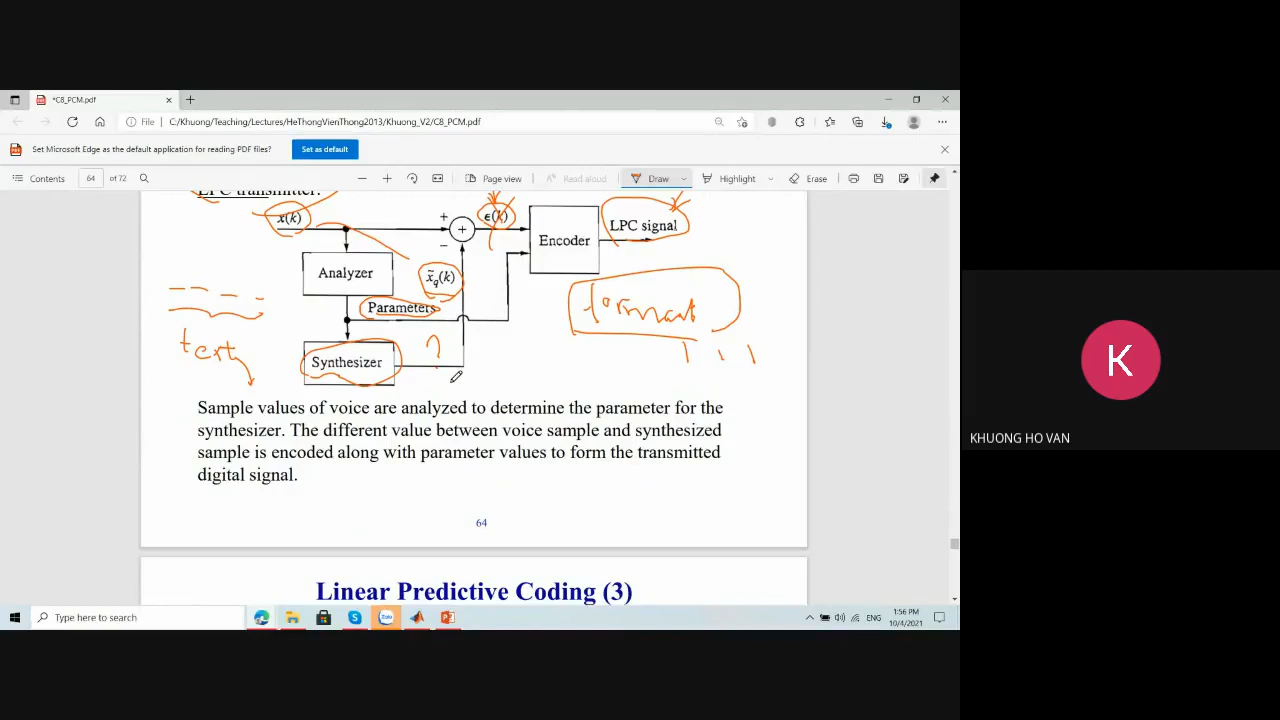 *C8_PCM.pdf
File
C:/Khuong/Teaching/Lectures/HeThongVienThong2013/Khuong_V2/C8_PCM.pdf
Set Microsoft Edge as the default application for reading PDF files?
Set as default
Contents
64
of 72
Page view
Read aloud
Draw
Highlight
Erase
LPC transmitter:
x(k)
+
ϵ(k)
+
−
LPC signal
Encoder
Analyzer
x̃q(k)
Parameters
format
text
Synthesizer
?
Sample values of voice are analyzed to determine the parameter for the
synthesizer. The different value between voice sample and synthesized
sample is encoded along with parameter values to form the transmitted
digital signal.
64
Linear Predictive Coding (3)
K
KHUONG HO VAN
Type here to search
Zalo
ENG
1:56 PM
10/4/2021